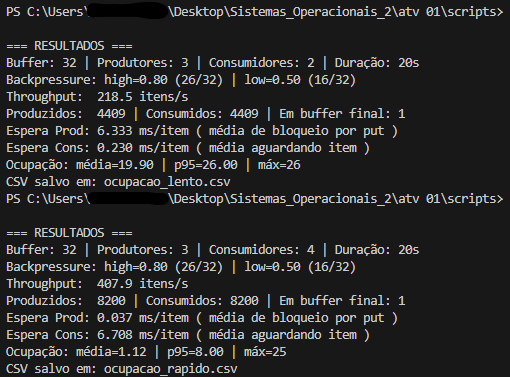 PS C:\Users\ \Desktop\Sistemas_Operacionais_2\atv 01\scripts>
=== RESULTADOS ===
Buffer: 32 | Produtores: 3 | Consumidores: 2 | Duração: 20s
Backpressure: high=0.80 (26/32) | low=0.50 (16/32)
Throughput:  218.5 itens/s
Produzidos:  4409 | Consumidos: 4409 | Em buffer final: 1
Espera Prod: 6.333 ms/item ( média de bloqueio por put )
Espera Cons: 0.230 ms/item ( média aguardando item )
Ocupação: média=19.90 | p95=26.00 | máx=26
CSV salvo em: ocupacao_lento.csv
PS C:\Users\ \Desktop\Sistemas_Operacionais_2\atv 01\scripts>
=== RESULTADOS ===
Buffer: 32 | Produtores: 3 | Consumidores: 4 | Duração: 20s
Backpressure: high=0.80 (26/32) | low=0.50 (16/32)
Throughput:  407.9 itens/s
Produzidos:  8200 | Consumidos: 8200 | Em buffer final: 1
Espera Prod: 0.037 ms/item ( média de bloqueio por put )
Espera Cons: 6.708 ms/item ( média aguardando item )
Ocupação: média=1.12 | p95=8.00 | máx=25
CSV salvo em: ocupacao_rapido.csv